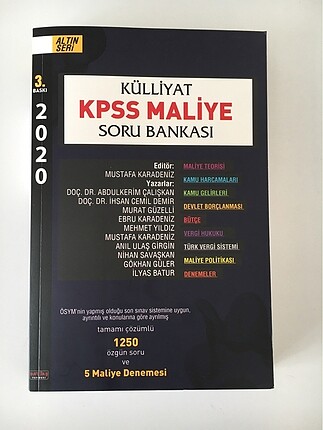 ALTIN
SERİ
3.
BASKI
2020
KÜLLİYAT
KPSS MALİYE
SORU BANKASI
Editör:
MUSTAFA KARADENİZ
Yazarlar:
DOÇ. DR. ABDULKERİM ÇALIŞKAN
DOÇ. DR. İHSAN CEMİL DEMİR
MURAT GÜZELLİ
EBRU KARADENİZ
MEHMET YILDIZ
MUSTAFA KARADENİZ
ANIL ULAŞ GİRGİN
NİHAN SAVAŞKAN
GÖKHAN GÜLER
İLYAS BATUR
MALİYE TEORİSİ
KAMU HARCAMALARI
KAMU GELİRLERİ
DEVLET BORÇLANMASI
BÜTÇE
VERGİ HUKUKU
TÜRK VERGİ SİSTEMİ
MALİYE POLİTİKASI
DENEMELER
ÖSYM'nin yapmış olduğu son sınav sistemine uygun,
ayrıntılı ve konularına göre ayrılmış
tamamı çözümlü
1250
özgün soru
ve
5 Maliye Denemesi